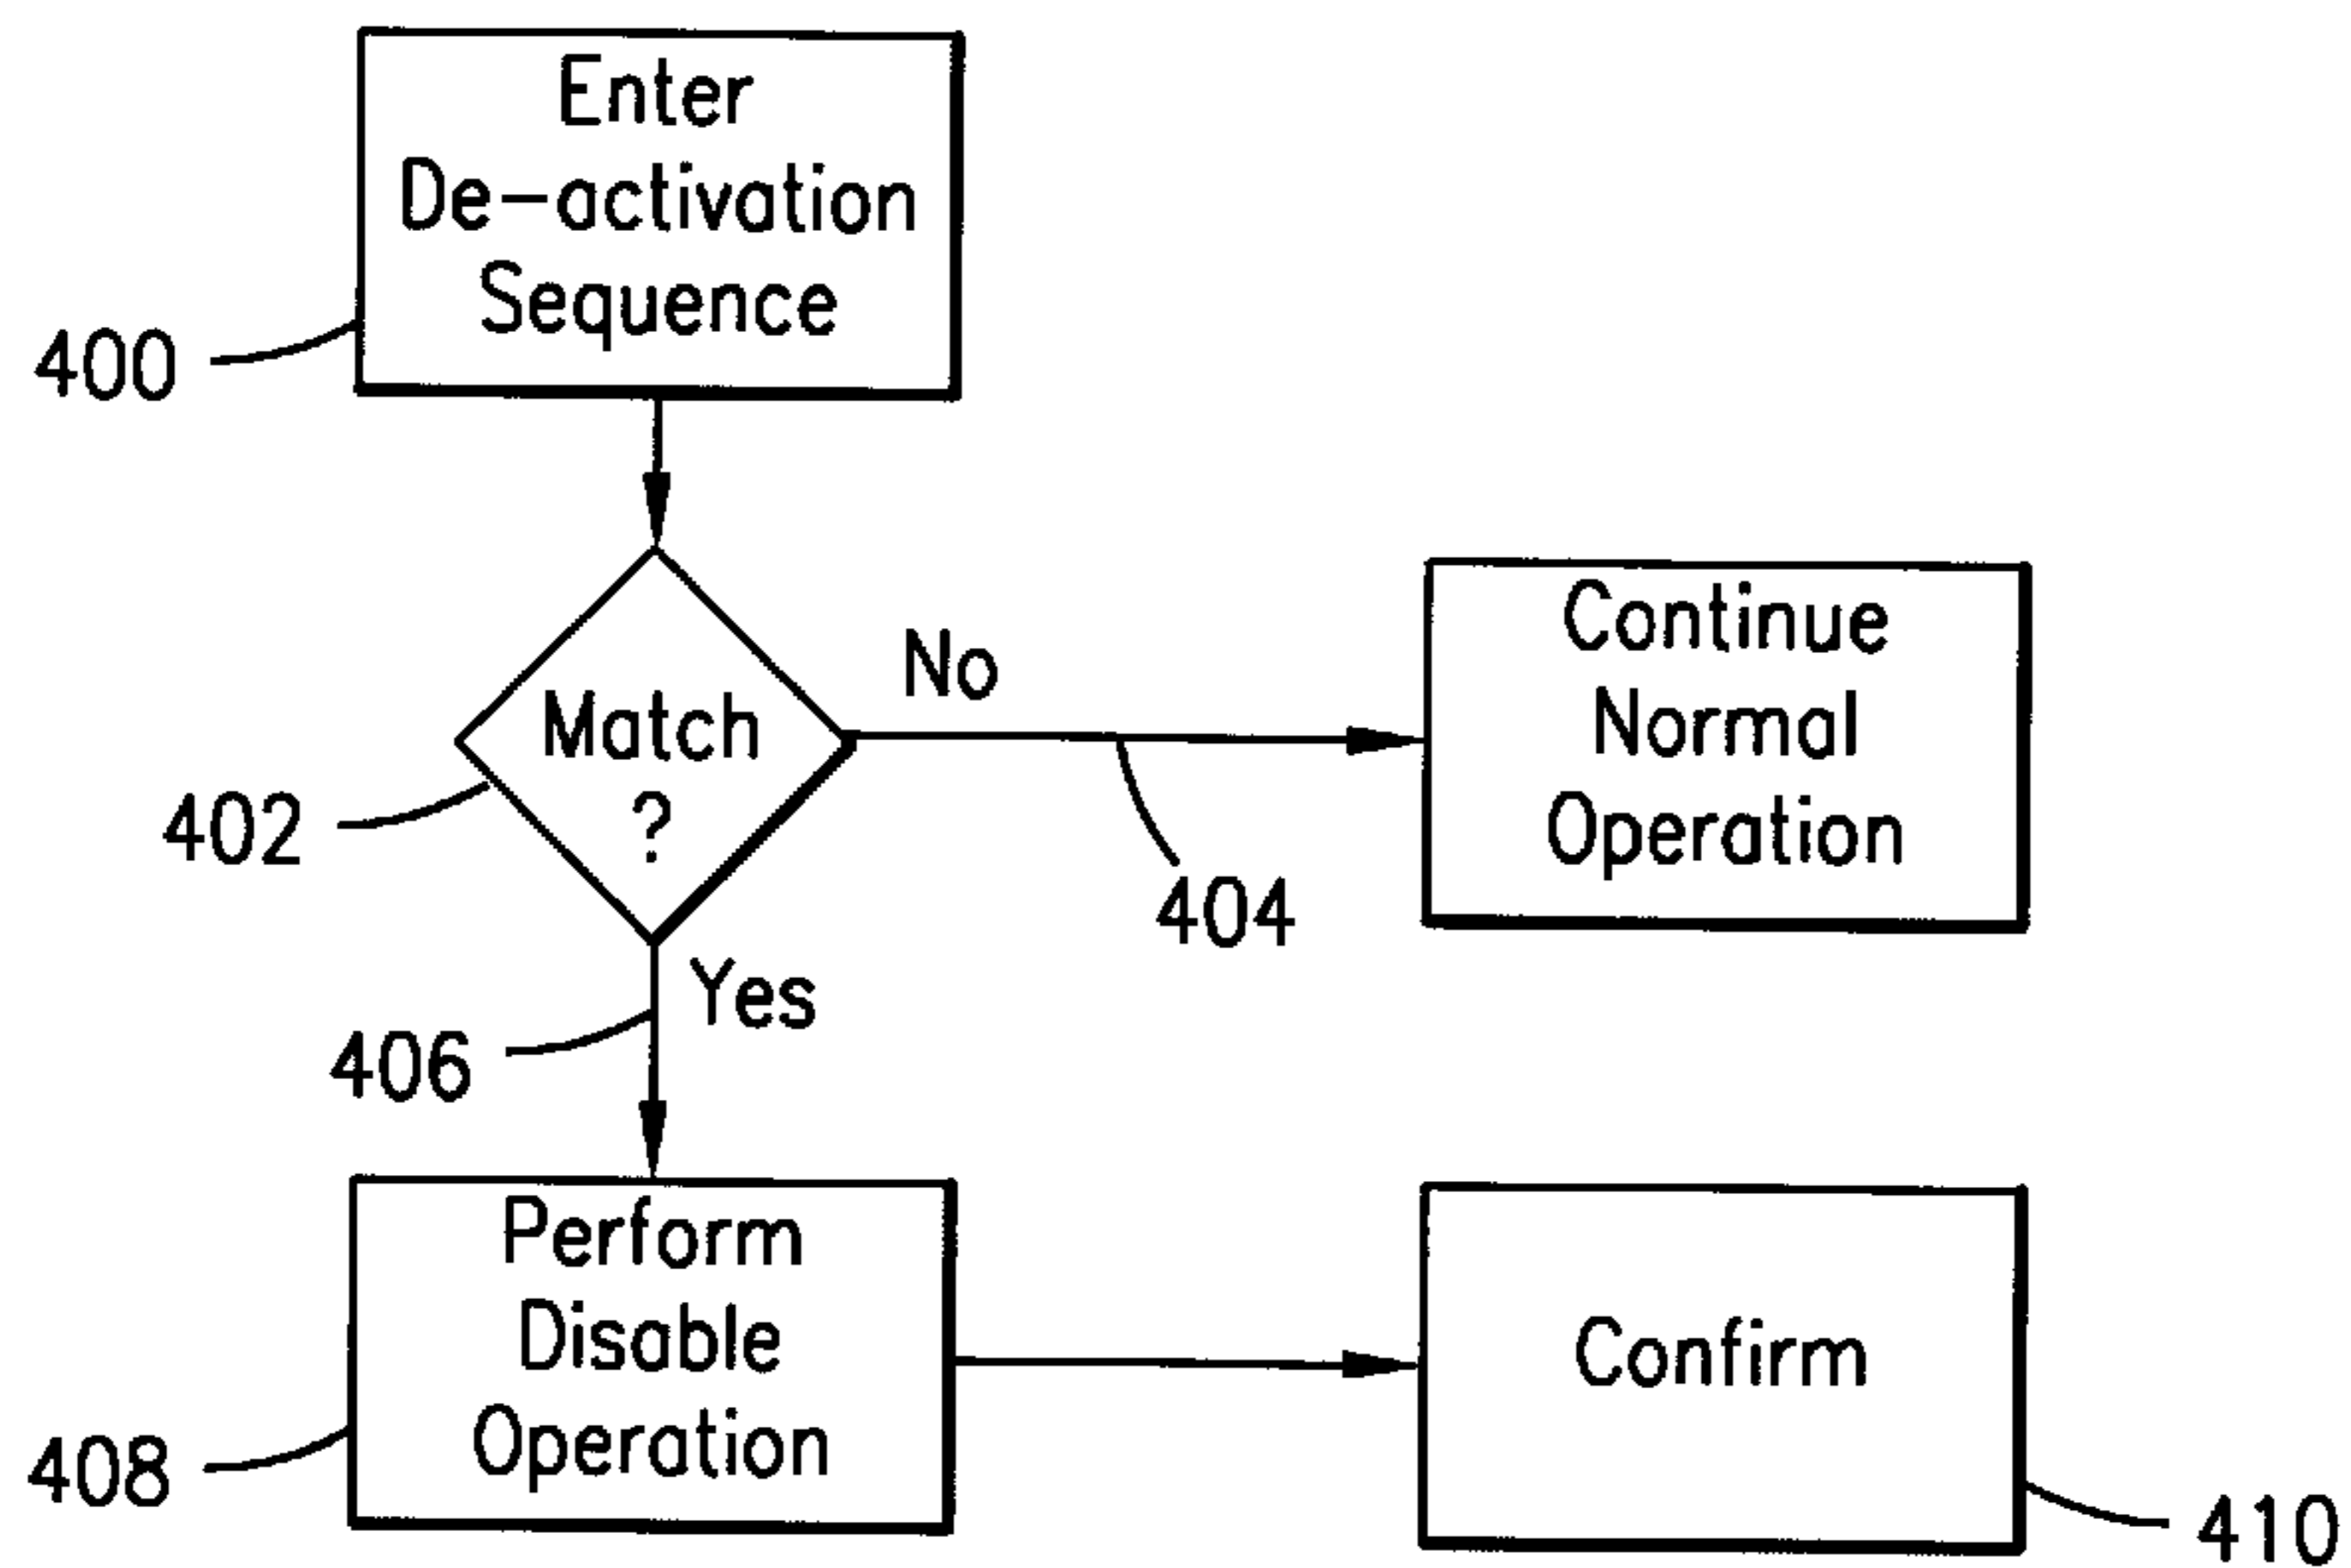 Enter
De-activation
Sequence
400
Match
?
402
No
404
Continue
Normal
Operation
Yes
406
Perform
Disable
Operation
408
Confirm
410